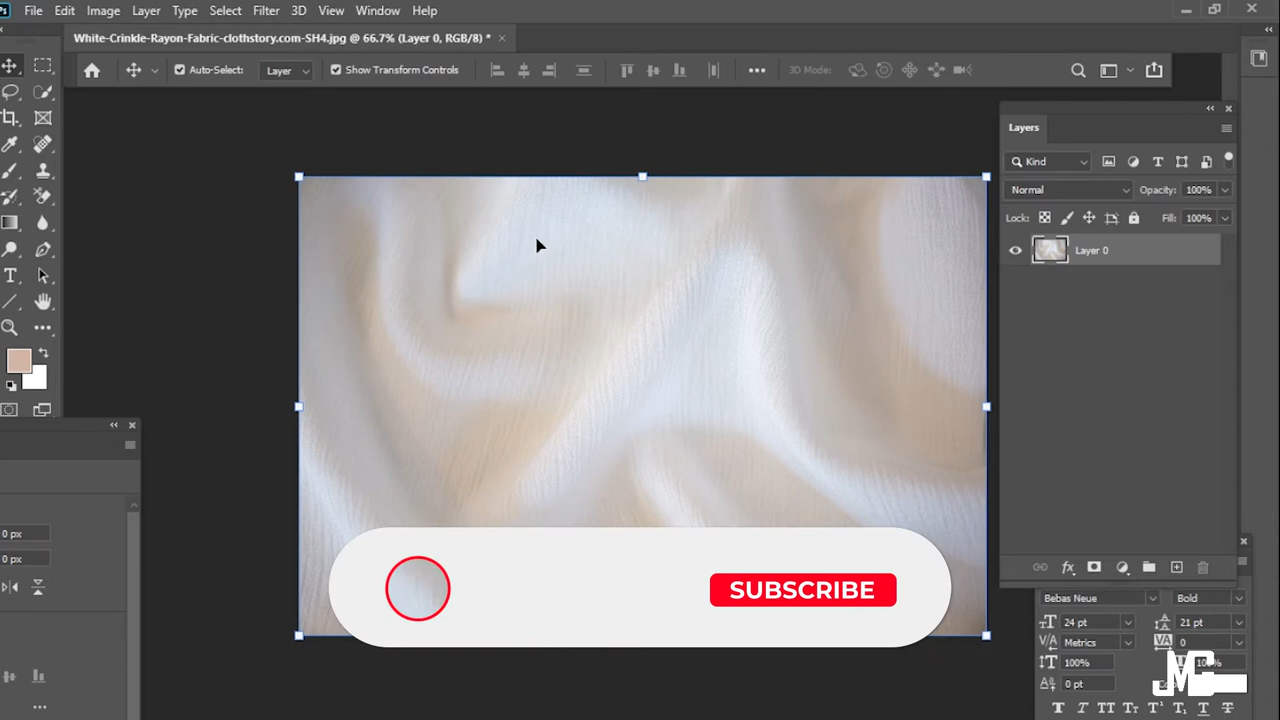 Ps File Edit Image Layer Type Select Filter 3D View Window Help
White-Crinkle-Rayon-Fabric-clothstory.com-SH4.jpg @ 66.7% (Layer 0, RGB/8) *
Auto-Select: Layer Show Transform Controls 3D Mode:
Layers
Kind
Normal Opacity: 100%
Lock: Fill: 100%
Layer 0
0 px
0 px
SUBSCRIBE
Bebas Neue Bold
24 pt 21 pt
Metrics 0
100% 100%
0 pt
JMG